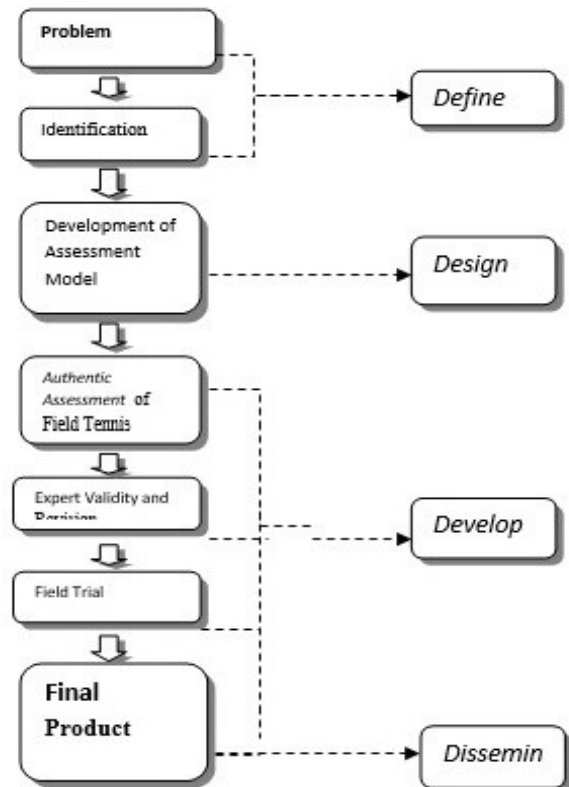 Problem
Identification
Define
Development of
Assessment
Model
Design
Authentic
Assessment of
Field Tennis
Expert Validity and
Revision
Develop
Field Trial
Final
Product
Dissemin